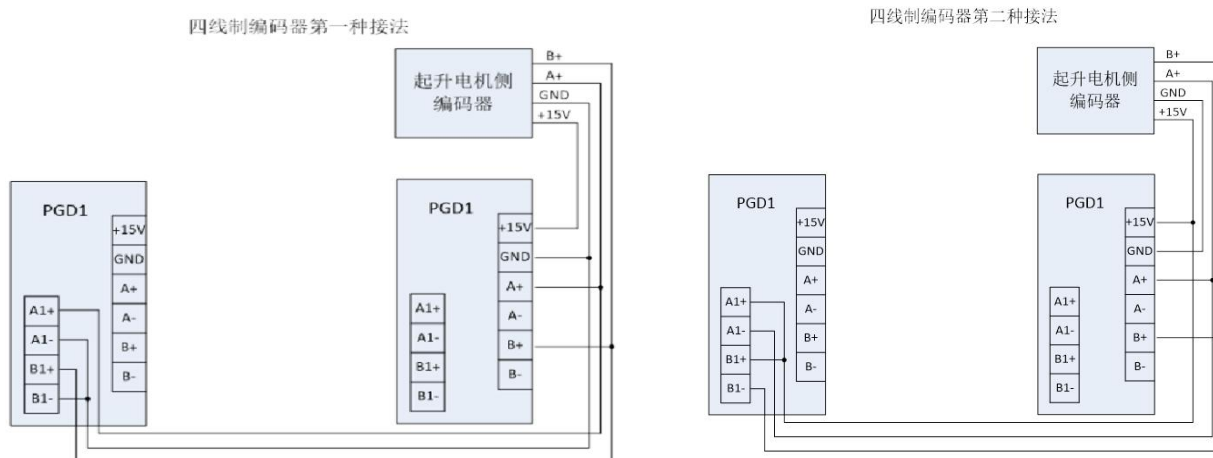 四线制编码器第一种接法
起升电机侧
编码器
B+
A+
GND
+15V
PGD1
+15V
GND
A+
A-
B+
B-
A1+
A1-
B1+
B1-
PGD1
+15V
GND
A+
A-
B+
B-
A1+
A1-
B1+
B1-
四线制编码器第二种接法
起升电机侧
编码器
B+
A+
GND
+15V
PGD1
+15V
GND
A+
A-
B+
B-
A1+
A1-
B1+
B1-
PGD1
+15V
GND
A+
A-
B+
B-
A1+
A1-
B1+
B1-